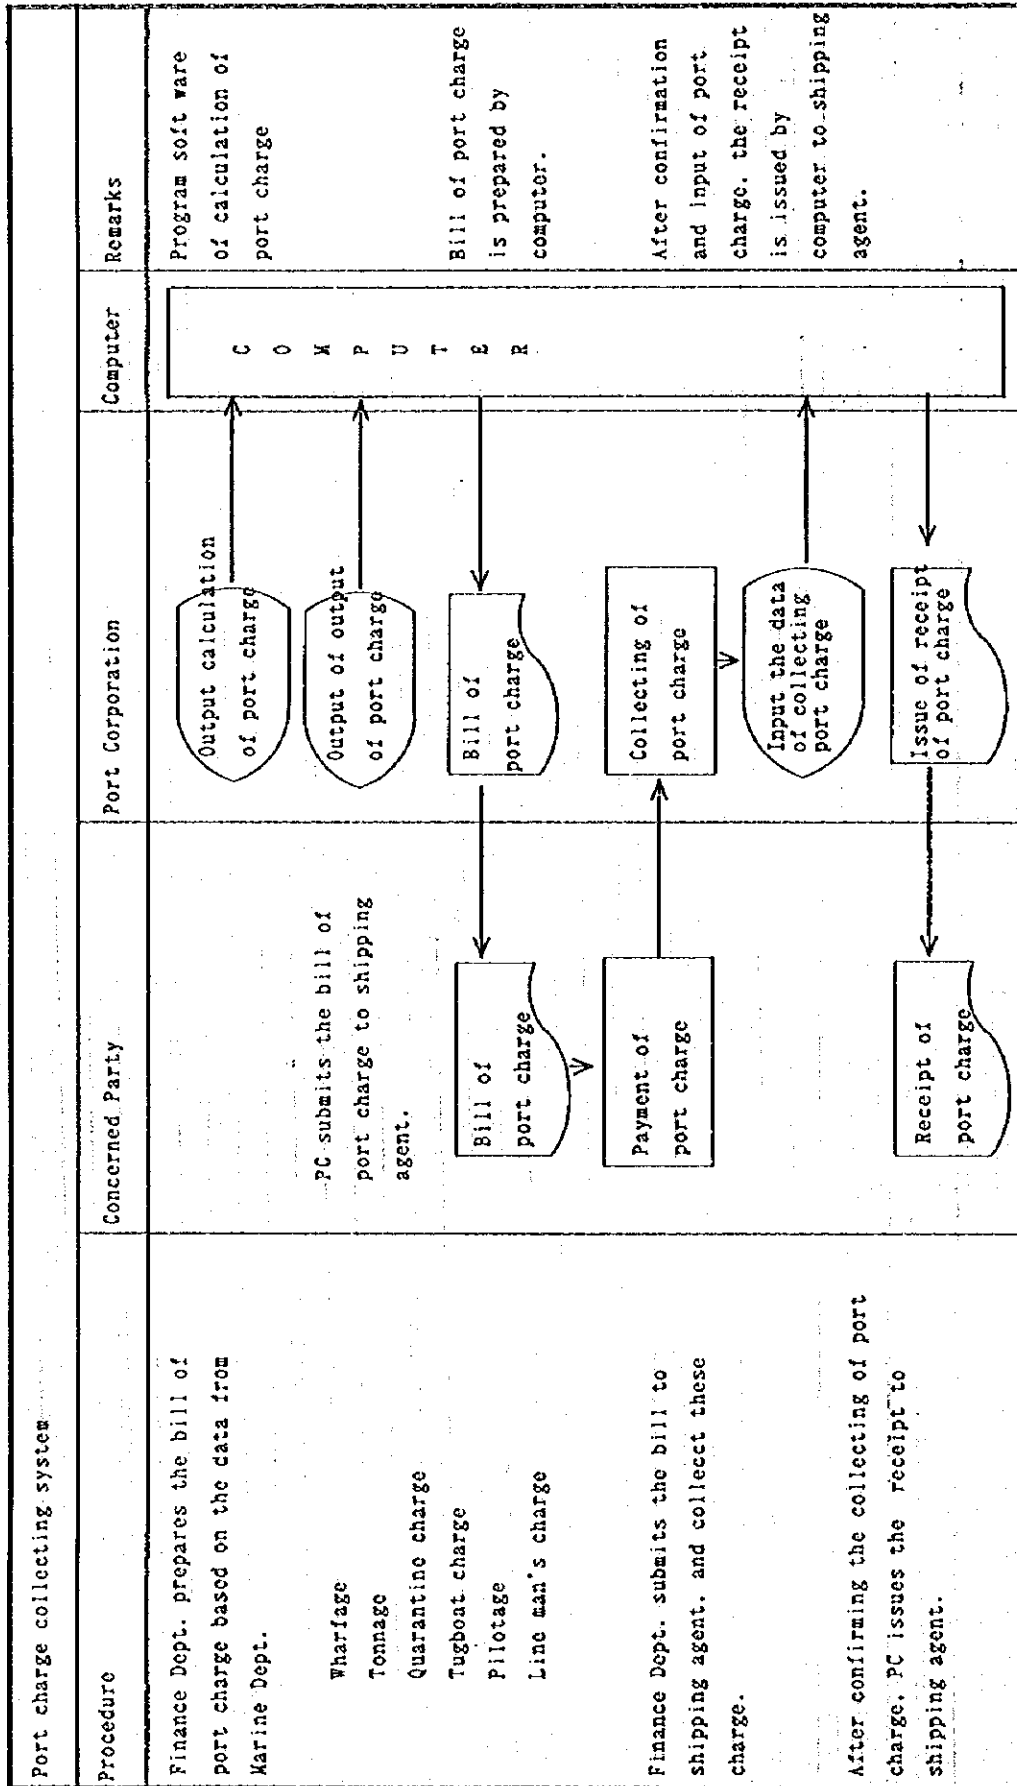 Port charge collecting system
Procedure
Concerned Party
Port Corporation
Computer
Remarks
Finance Dept. prepares the bill of
port charge based on the data from
Marine Dept.
Wharfage
Tonnage
Quarantine charge
Tugboat charge
Pilotage
Line man's charge
Finance Dept. submits the bill to
shipping agent. and collecct these
charge.
After confirming the collecting of port
charge. PC issues the receipt to
shipping agent.
PC submits the bill of
port charge to shipping
agent.
Bill of
port charge
Payment of
port charge
Receipt of
port charge
Output calculation
of port charge
Output of output
of port charge
Bill of
port charge
Collecting of
port charge
Input the data
of collecting
port charge
Issue of receipt
of port charge
C O M P U T E R
Program soft ware
of calculation of
port charge
Bill of port charge
is prepared by
computer.
After confirmation
and input of port
charge. the receipt
is issued by
computer to shipping
agent.